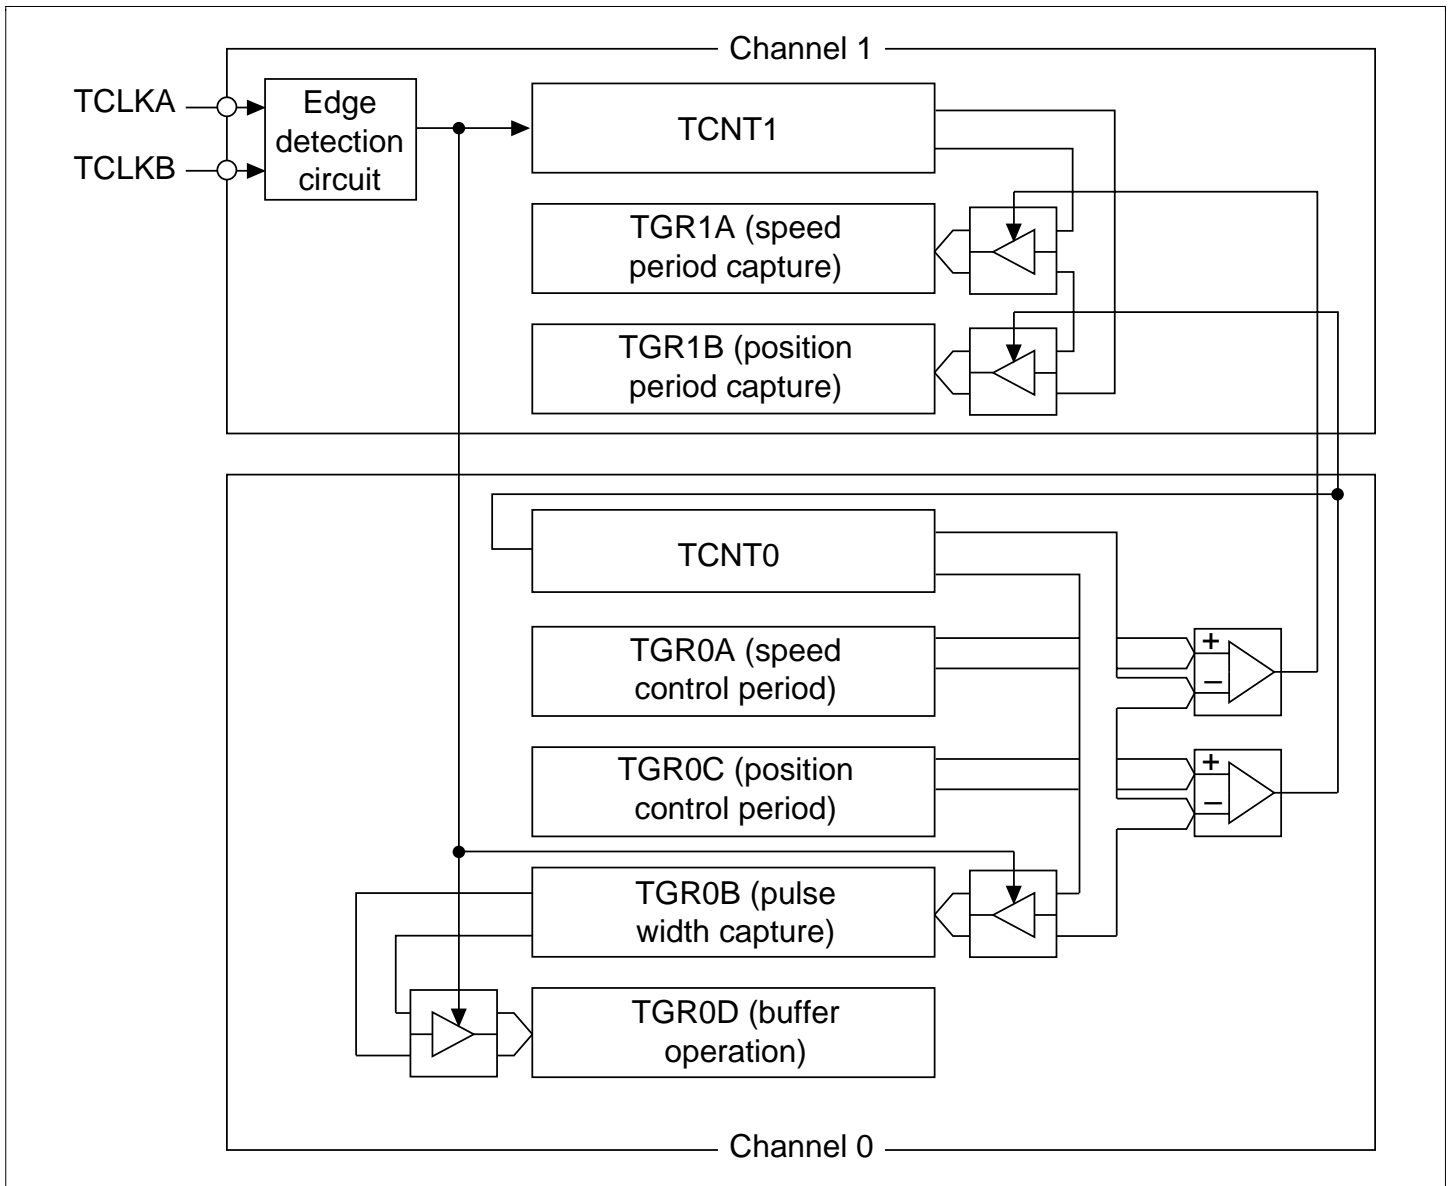 Channel 1
TCLKA
TCLKB
Edge
detection
circuit
TCNT1
TGR1A (speed
period capture)
TGR1B (position
period capture)
TCNT0
TGR0A (speed
control period)
+
−
TGR0C (position
control period)
+
−
TGR0B (pulse
width capture)
TGR0D (buffer
operation)
Channel 0